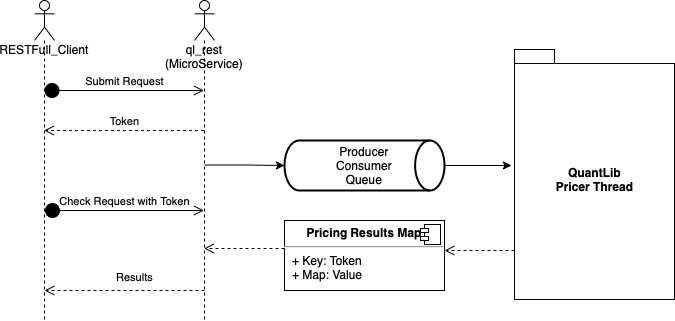 RESTFull_Client
ql_rest
(MicroService)
Submit Request
Token
Producer
Consumer
Queue
QuantLib
Pricer Thread
Check Request with Token
Pricing Results Map
+ Key: Token
+ Map: Value
Results